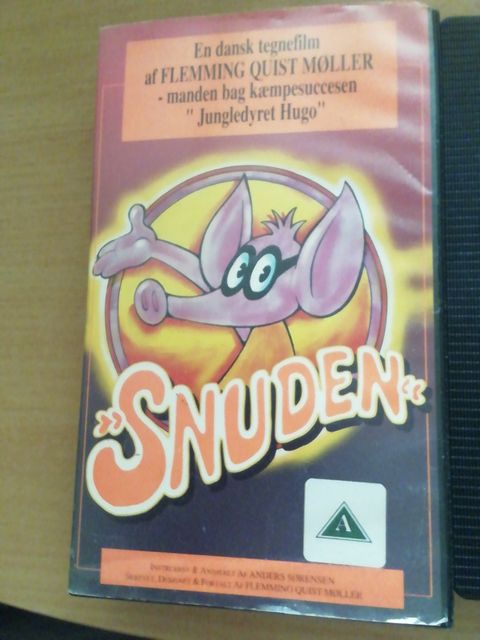 En dansk tegnefilm
af FLEMMING QUIST MØLLER
- manden bag kæmpesuccesen
" Jungledyret Hugo"
»SNUDEN«
A
INSTRUERET & ANIMERET AF ANDERS SØRENSEN
SKREVET, DESIGNET & FORTALT AF FLEMMING QUIST MØLLER